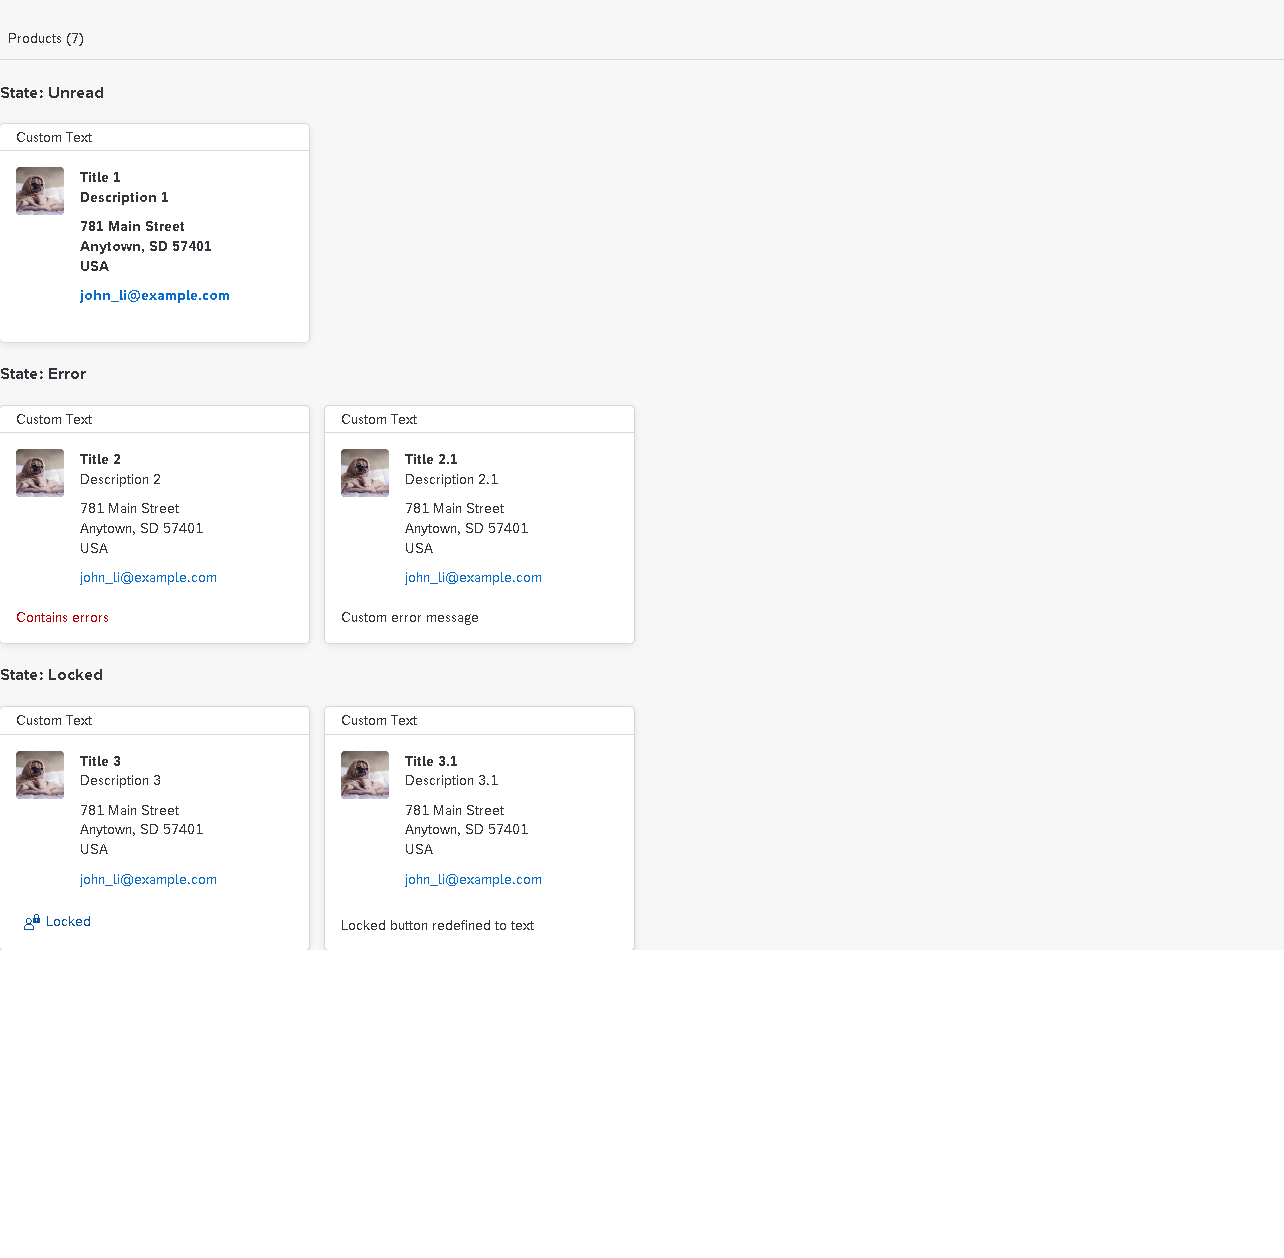 Products (7)
State: Unread
Custom Text
Title 1
Description 1
781 Main Street
Anytown, SD 57401
USA
john_li@example.com
State: Error
Custom Text
Title 2
Description 2
781 Main Street
Anytown, SD 57401
USA
john_li@example.com
Contains errors
Custom Text
Title 2.1
Description 2.1
781 Main Street
Anytown, SD 57401
USA
john_li@example.com
Custom error message
State: Locked
Custom Text
Title 3
Description 3
781 Main Street
Anytown, SD 57401
USA
john_li@example.com
Locked
Custom Text
Title 3.1
Description 3.1
781 Main Street
Anytown, SD 57401
USA
john_li@example.com
Locked button redefined to text